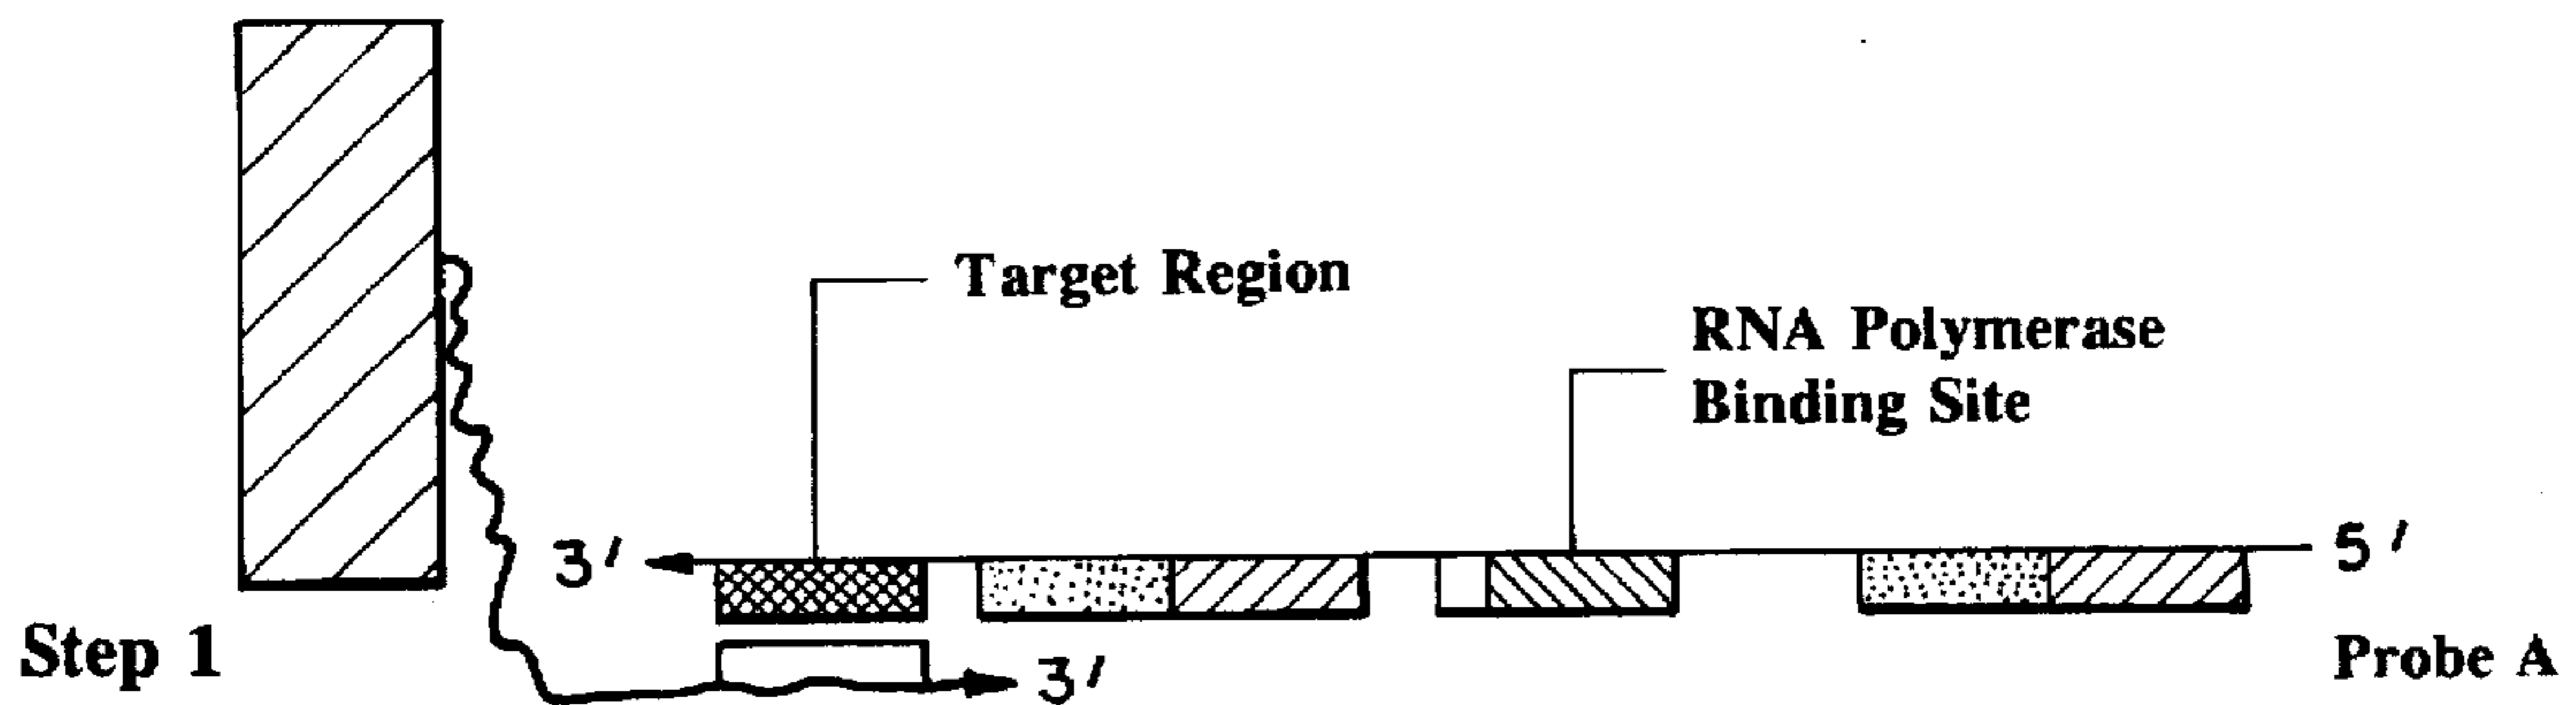 Target Region
RNA Polymerase
Binding Site
3′
5′
Step 1
3′
Probe A